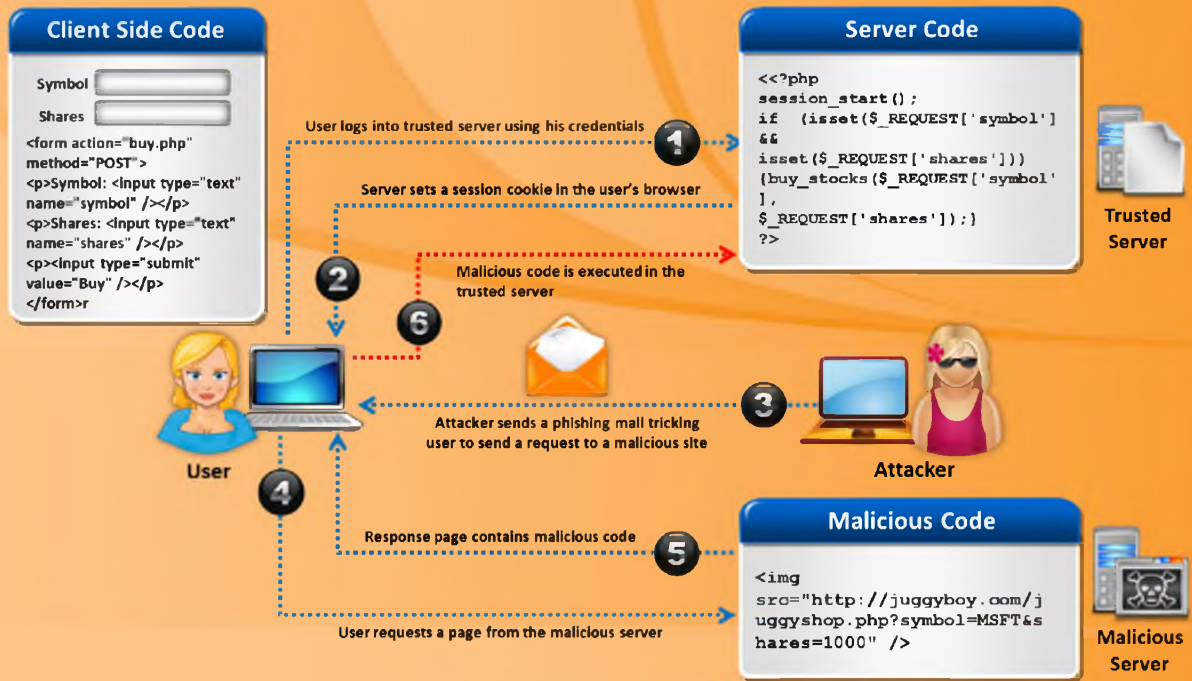 Client Side Code
Symbol
Shares
<form action="buy.php"
method="POST">
<p>Symbol: <input type="text"
name="symbol" /></p>
<p>Shares: <input type="text"
name="shares" /></p>
<p><input type="submit"
value="Buy" /></p>
</form>r
Server Code
<<?php
session_start();
if (isset($_REQUEST['symbol']
&&
isset($_REQUEST['shares']))
{buy_stocks($_REQUEST['symbol'
],
$_REQUEST['shares']);}
?>
Trusted
Server
User logs into trusted server using his credentials
1
Server sets a session cookie in the user's browser
2
Malicious code is executed in the
trusted server
6
User
3
Attacker sends a phishing mail tricking
user to send a request to a malicious site
Attacker
4
Response page contains malicious code
5
User requests a page from the malicious server
Malicious Code
<img
src="http://juggyboy.com/j
uggyshop.php?symbol=MSFT&s
hares=1000" />
Malicious
Server